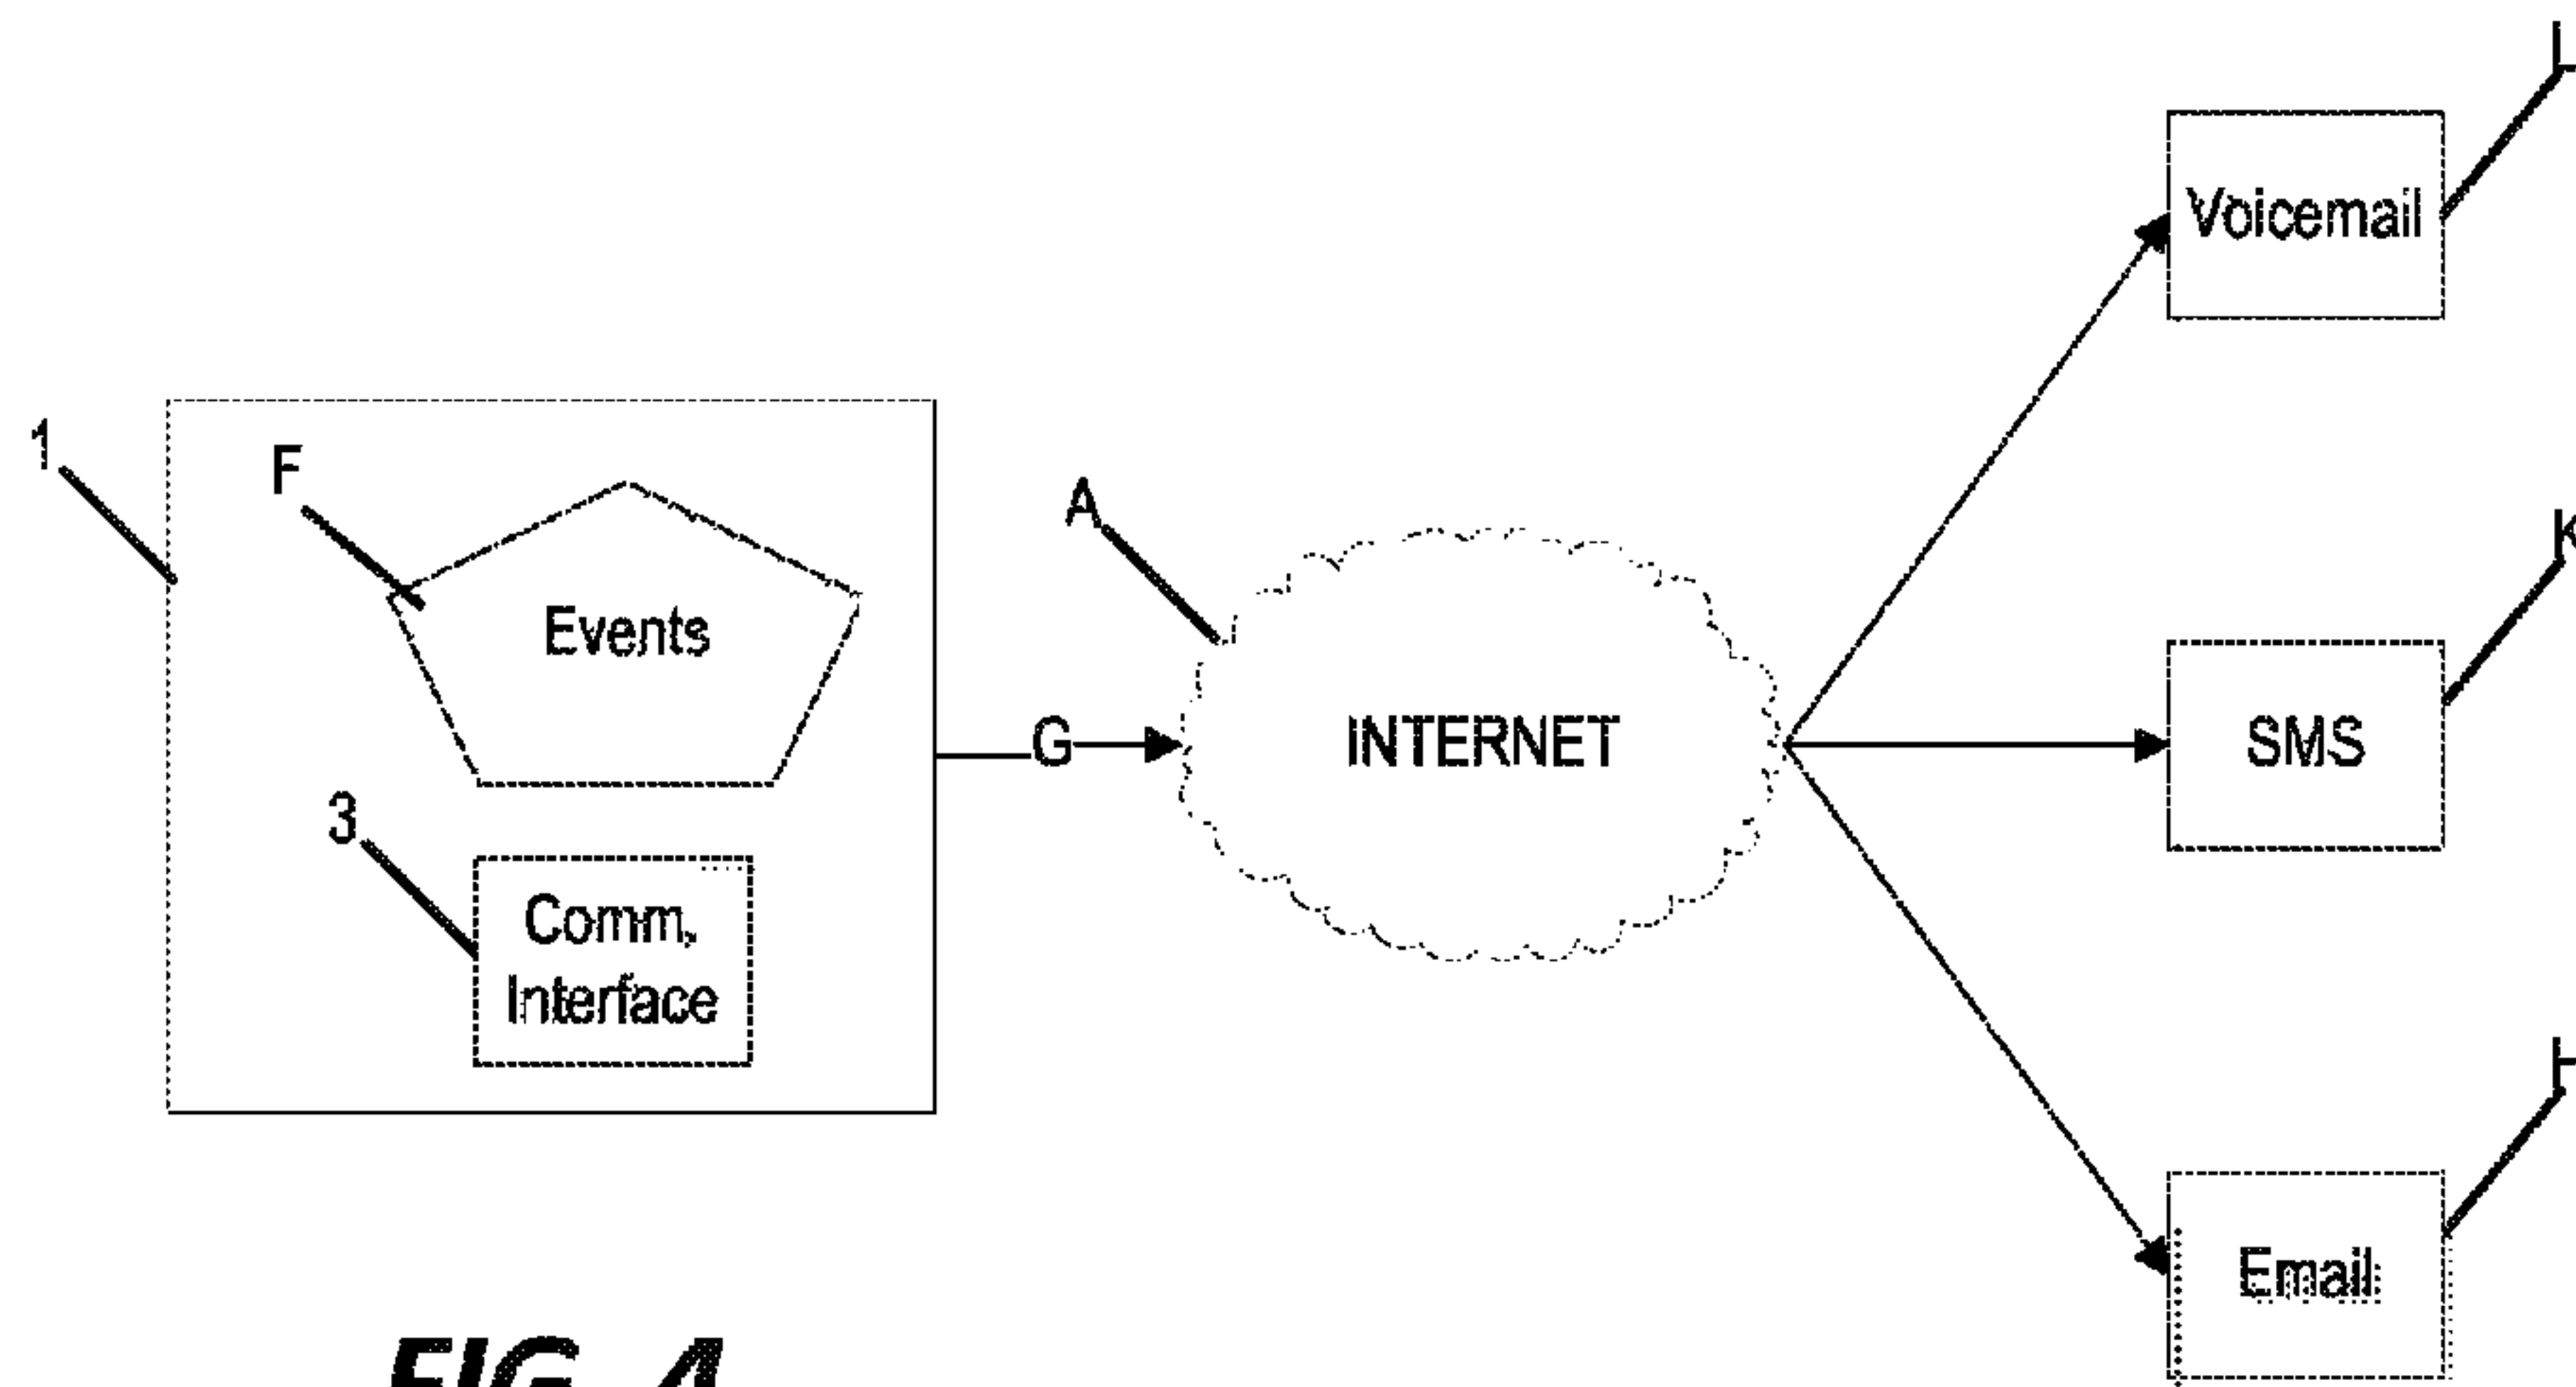 L
Voicemail
1
F
A
K
Events
G
INTERNET
SMS
3
Comm.
Interface
Email
FIG. 4